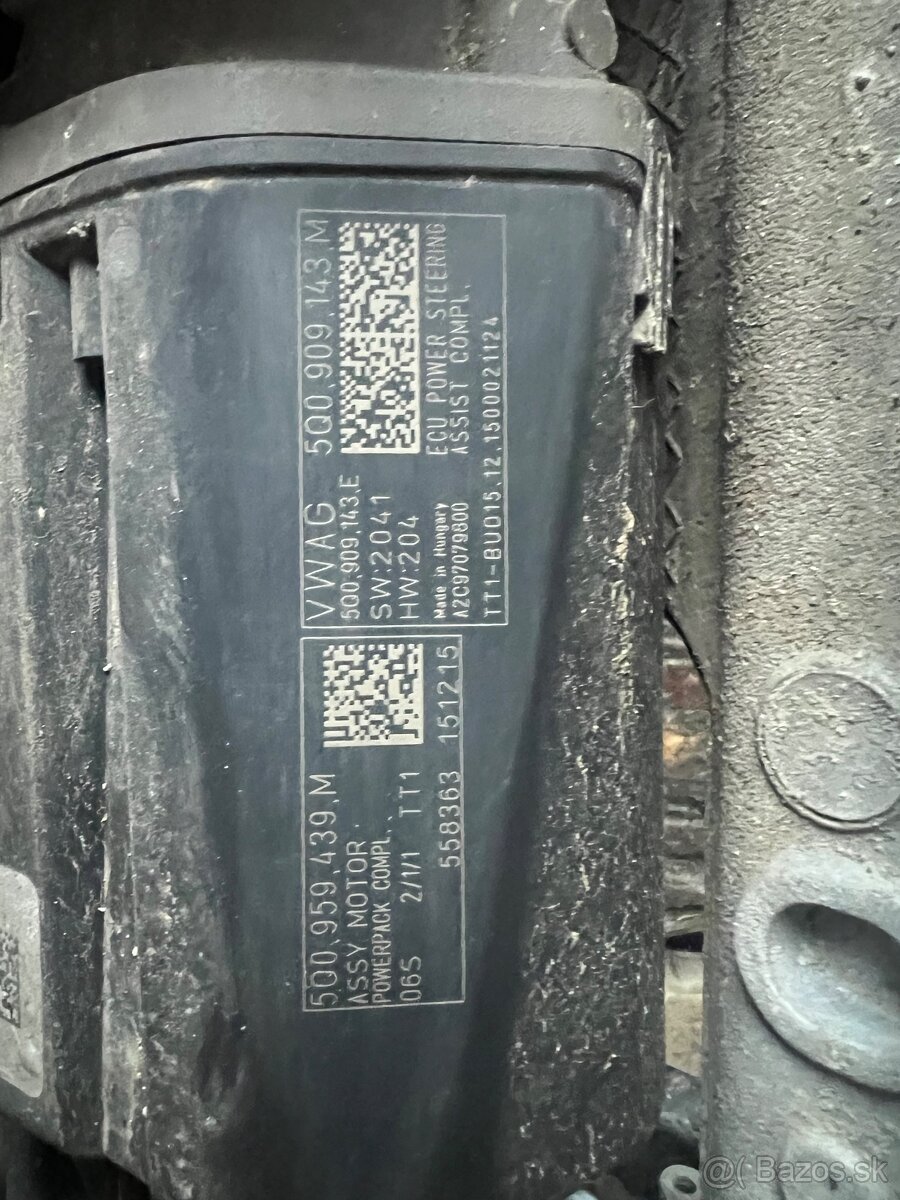 VWAG 5Q0.909.143.M
5Q0.909.143.E
SW:2041
HW:204
Made in Hungary
A2C97079800
ECU POWER STEERING
ASSIST COMPL.
TT1-BU015.12.1500021124
5Q0.959.439.M
ASSY MOTOR
POWERPACK COMPL.
06S 2/1/1 TT1
558363 151215
@( Bazos.sk